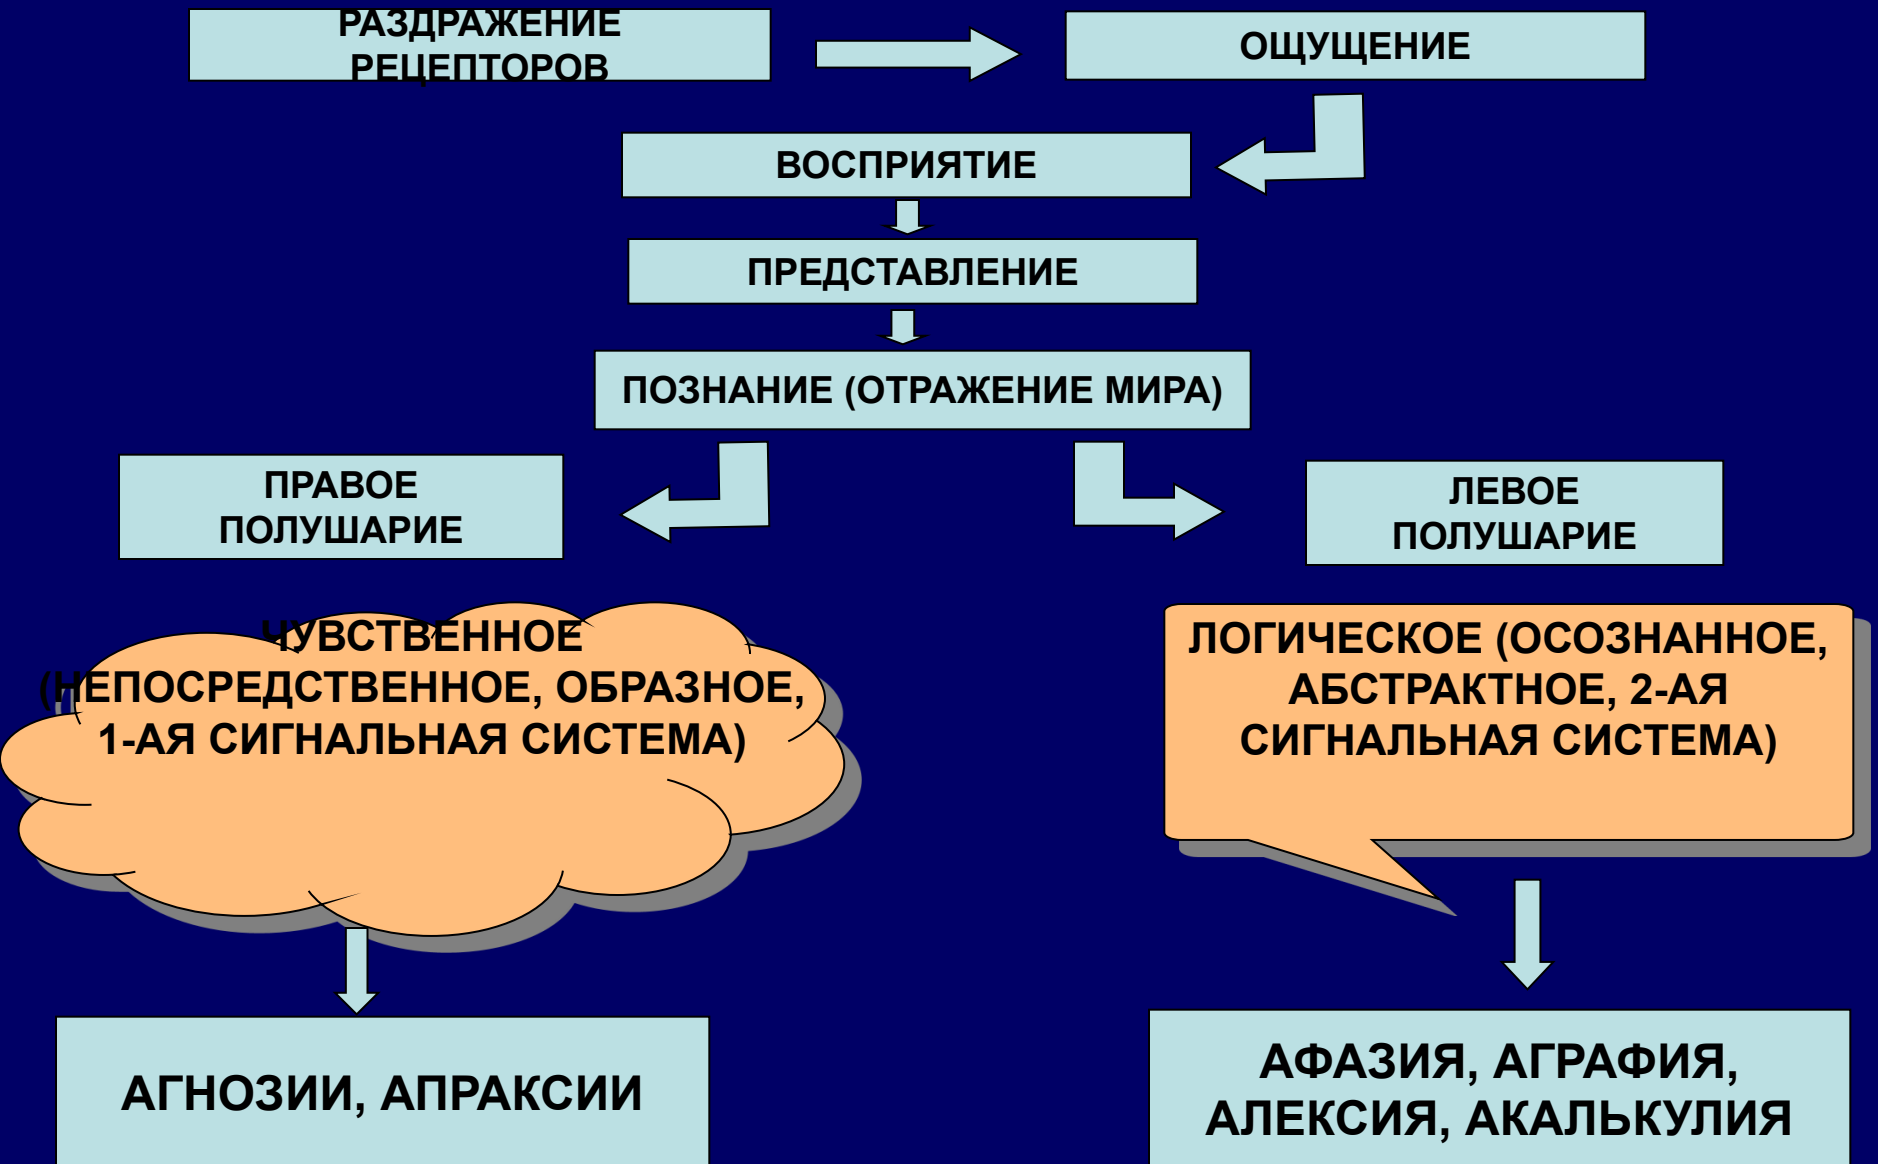 РАЗДРАЖЕНИЕ
РЕЦЕПТОРОВ
ОЩУЩЕНИЕ
ВОСПРИЯТИЕ
ПРЕДСТАВЛЕНИЕ
ПОЗНАНИЕ (ОТРАЖЕНИЕ МИРА)
ПРАВОЕ
ПОЛУШАРИЕ
ЛЕВОЕ
ПОЛУШАРИЕ
ЧУВСТВЕННОЕ
(НЕПОСРЕДСТВЕННОЕ, ОБРАЗНОЕ,
1-АЯ СИГНАЛЬНАЯ СИСТЕМА)
ЛОГИЧЕСКОЕ (ОСОЗНАННОЕ,
АБСТРАКТНОЕ, 2-АЯ
СИГНАЛЬНАЯ СИСТЕМА)
АГНОЗИИ, АПРАКСИИ
АФАЗИЯ, АГРАФИЯ,
АЛЕКСИЯ, АКАЛЬКУЛИЯ